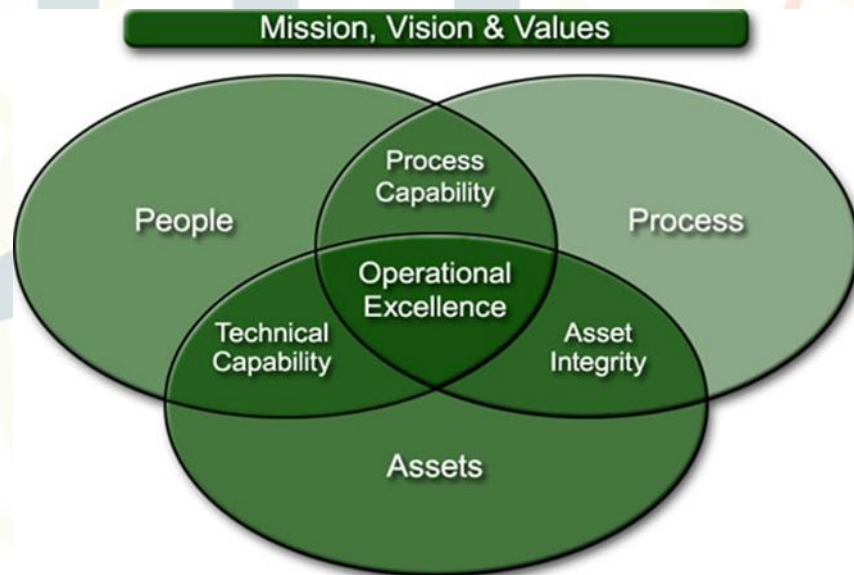 Mission, Vision & Values
Process
Capability
People
Process
Operational
Excellence
Technical
Capability
Asset
Integrity
Assets